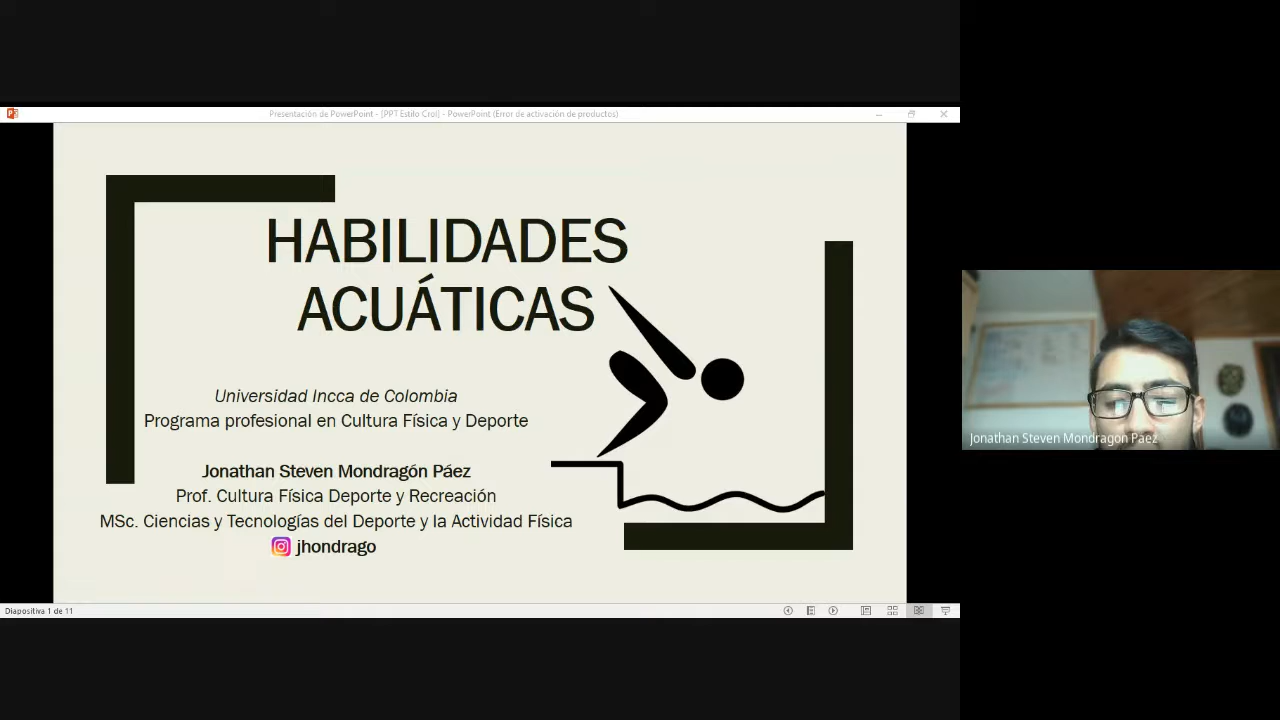 Presentación de PowerPoint - [PPT Estilo Crol] - PowerPoint (Error de activación de productos)
HABILIDADES
ACUÁTICAS
Universidad Incca de Colombia
Programa profesional en Cultura Física y Deporte
Jonathan Steven Mondragón Páez
Prof. Cultura Física Deporte y Recreación
MSc. Ciencias y Tecnologías del Deporte y la Actividad Física
jhondrago
Jonathan Steven Mondragon Paez
Diapositiva 1 de 11